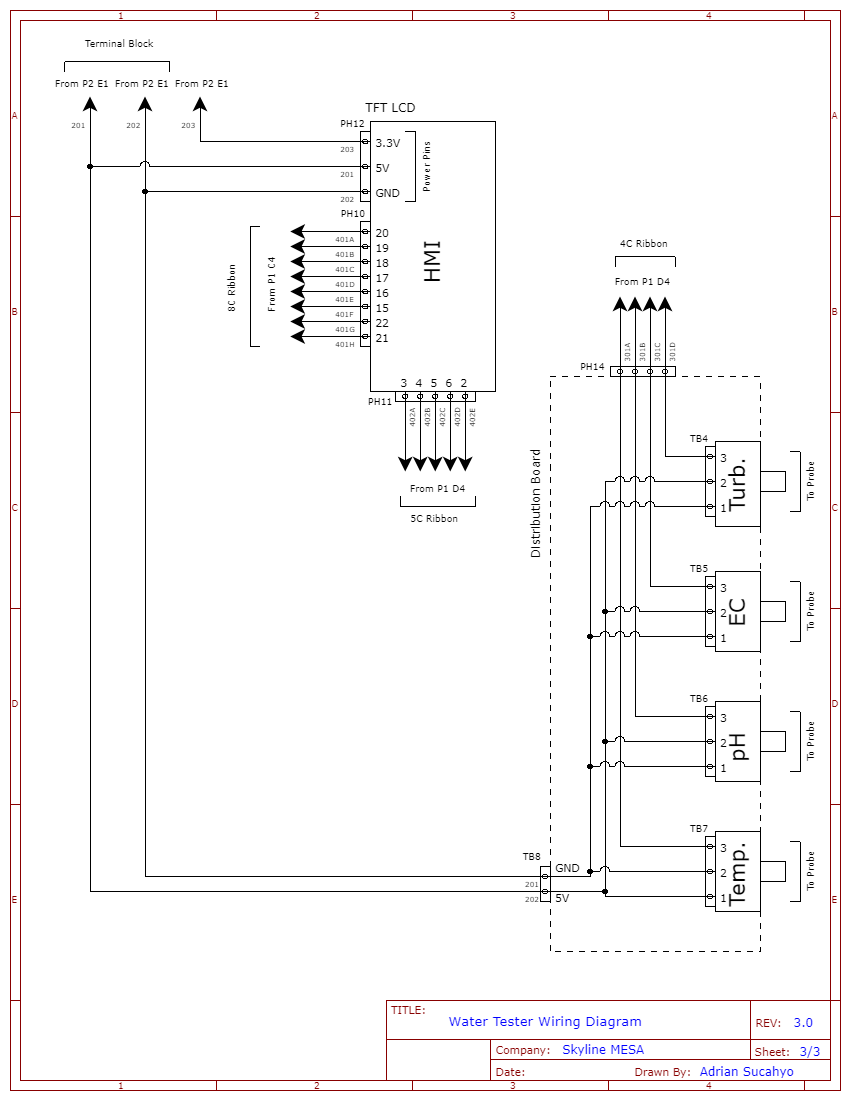 1 2 3 4
Terminal Block
From P2 E1 From P2 E1 From P2 E1
201 202 203
A A
TFT LCD
PH12
3.3V
203
5V
201
GND
202
Power Pins
PH10
HMI
20
401A
19
401B
18
401C
17
401D
16
401E
15
401F
22
401G
21
401H
8C Ribbon
From P1 C4
B B
3 4 5 6 2
PH11
402A 402B 402C 402D 402E
From P1 D4
5C Ribbon
4C Ribbon
From P1 D4
301A 301B 301C 301D
PH14
Distribution Board
C C
TB4
3
2
1
Turb.
To Probe
TB5
3
2
1
EC
To Probe
D D
TB6
3
2
1
pH
To Probe
TB7
3
2
1
Temp.
To Probe
TB8
GND
201
5V
202
E E
TITLE:
Water Tester Wiring Diagram
REV: 3.0
Company: Skyline MESA
Sheet: 3/3
Date:
Drawn By: Adrian Sucahyo
1 2 3 4